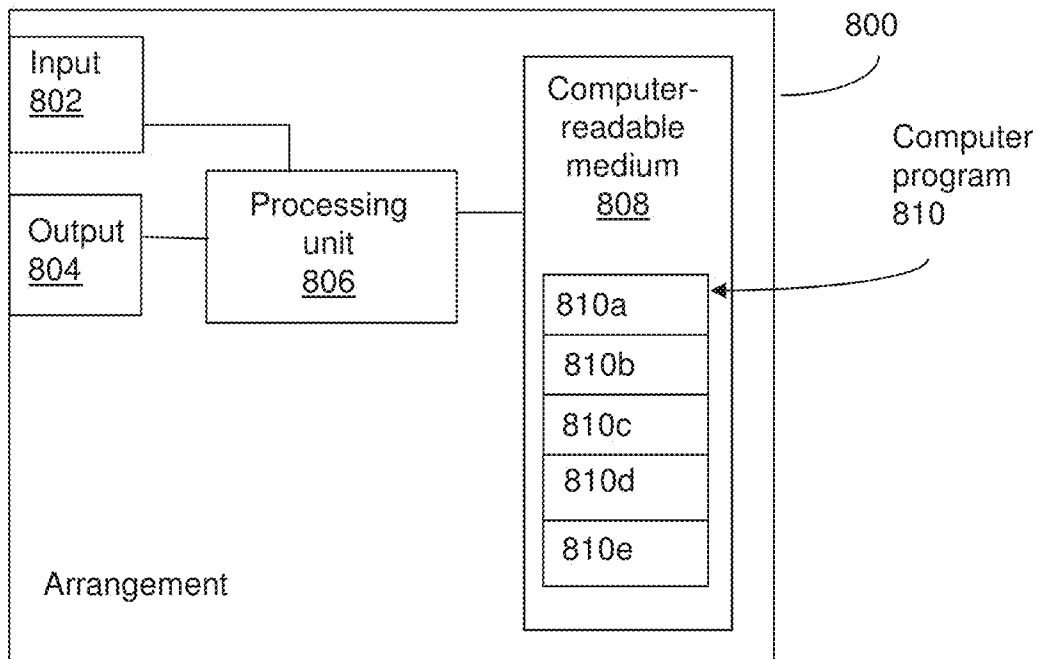 Input
802
Output
804
Processing
unit
806
Computer-
readable
medium
808
810a
810b
810c
810d
810e
Arrangement
800
Computer
program
810